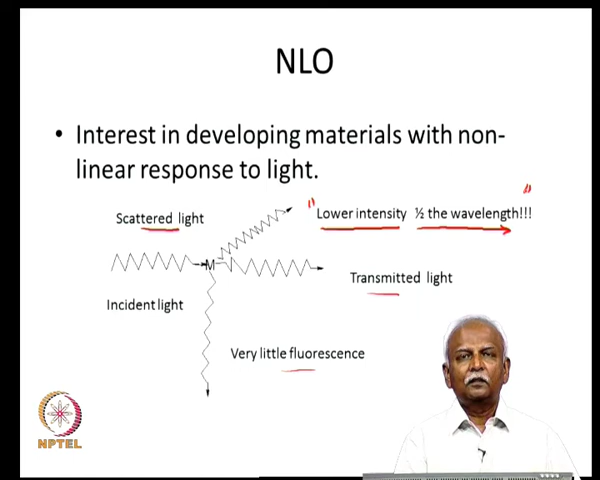 NLO
• Interest in developing materials with non-
linear response to light.
Scattered light
" Lower intensity ½ the wavelength!!! "
M
Transmitted light
Incident light
Very little fluorescence
NPTEL